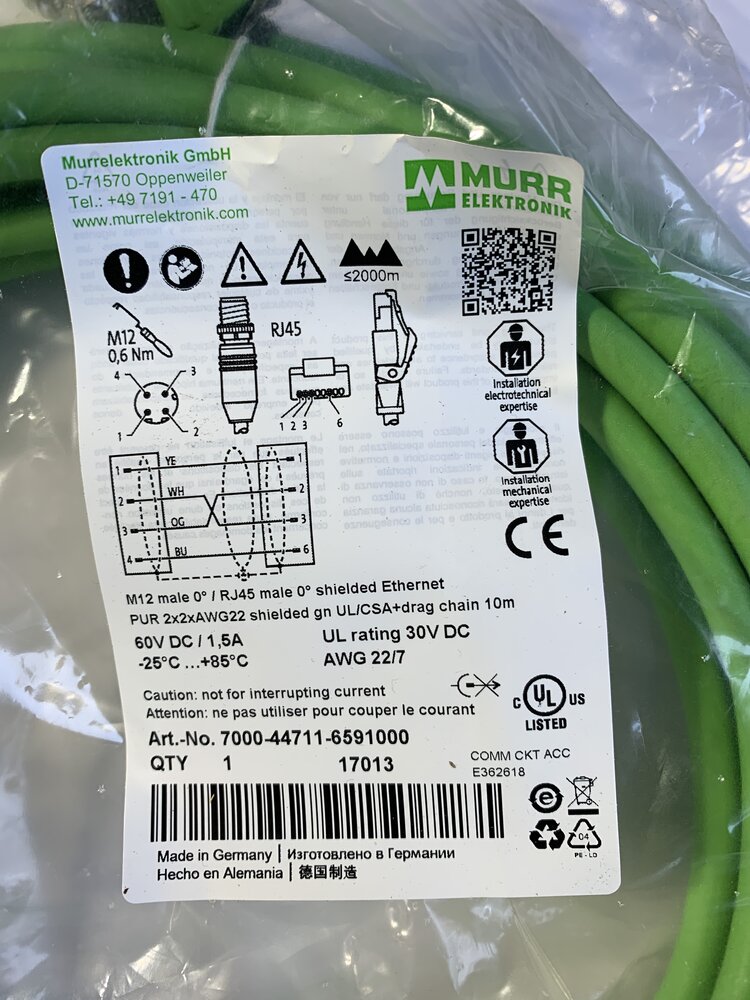 Murrelektronik GmbH
D-71570 Oppenweiler
Tel.: +49 7191 - 470
www.murrelektronik.com
MURR
ELEKTRONIK
≤2000m
M12
0,6 Nm
RJ45
4 3
1 2
1 2 3 6
Installation
electrotechnical
expertise
Installation
mechanical
expertise
1 YE 1
2 WH 2
3 OG 3
4 BU 6
CE
M12 male 0° / RJ45 male 0° shielded Ethernet
PUR 2x2xAWG22 shielded gn UL/CSA+drag chain 10m
60V DC / 1,5A UL rating 30V DC
-25°C ...+85°C AWG 22/7
Caution: not for interrupting current
Attention: ne pas utiliser pour couper le courant
C UL US
LISTED
Art.-No. 7000-44711-6591000
QTY 1 17013
COMM CKT ACC
E362618
e
04
PE - LD
Made in Germany | Изготовлено в Германии
Hecho en Alemania | 德国制造